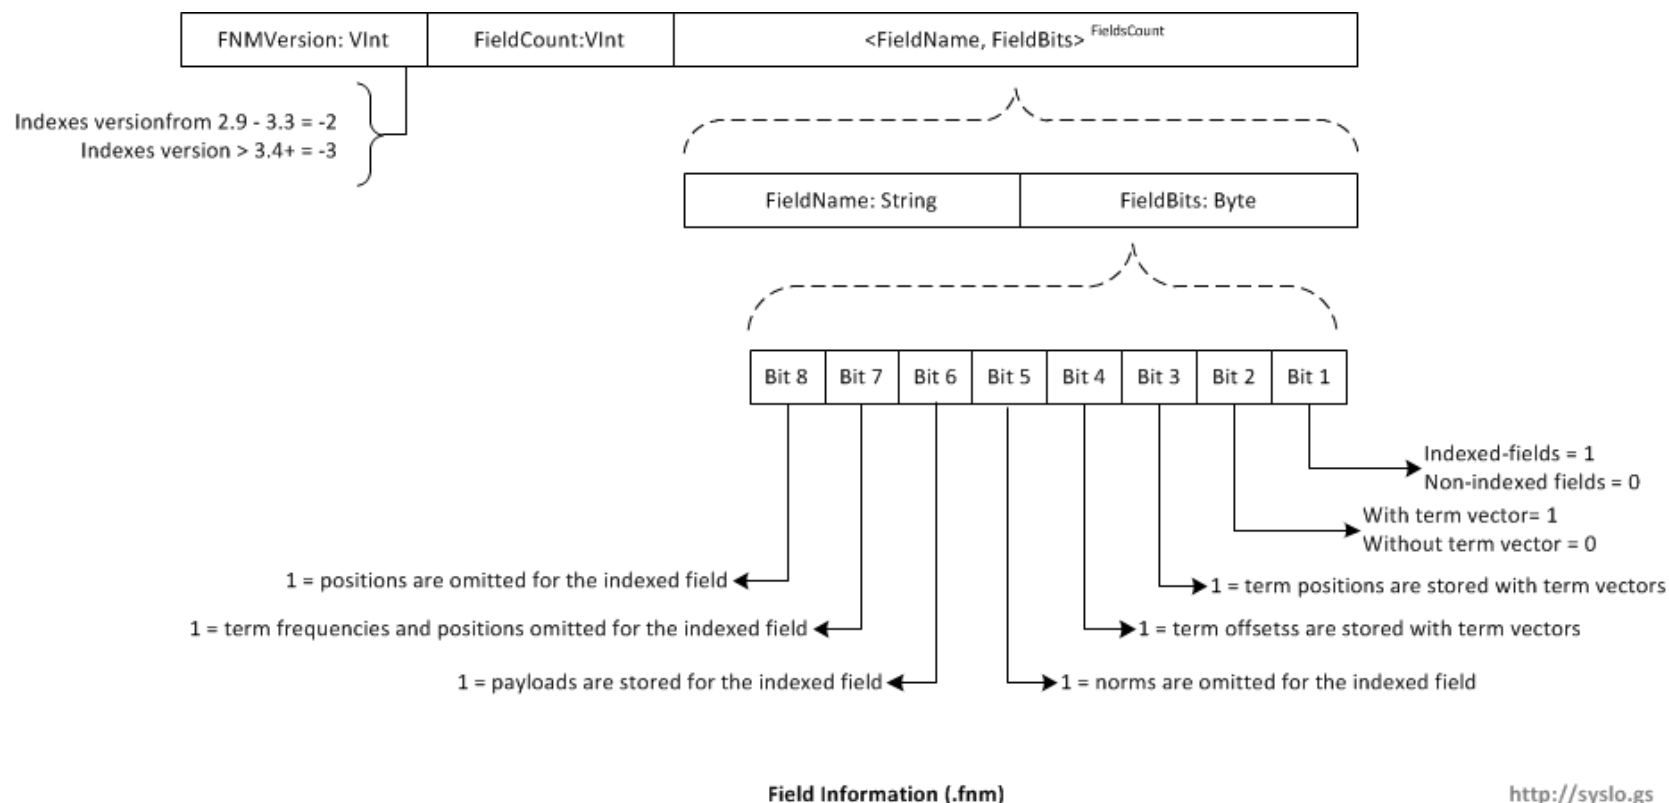 FNMVersion: VInt
FieldCount:VInt
<FieldName, FieldBits> FieldsCount
Indexes versionfrom 2.9 - 3.3 = -2
Indexes version > 3.4+ = -3
FieldName: String
FieldBits: Byte
Bit 8
Bit 7
Bit 6
Bit 5
Bit 4
Bit 3
Bit 2
Bit 1
Indexed-fields = 1
Non-indexed fields = 0
With term vector= 1
Without term vector = 0
1 = positions are omitted for the indexed field
1 = term positions are stored with term vectors
1 = term frequencies and positions omitted for the indexed field
1 = term offsetss are stored with term vectors
1 = payloads are stored for the indexed field
1 = norms are omitted for the indexed field
Field Information (.fnm)
http://syslo.gs